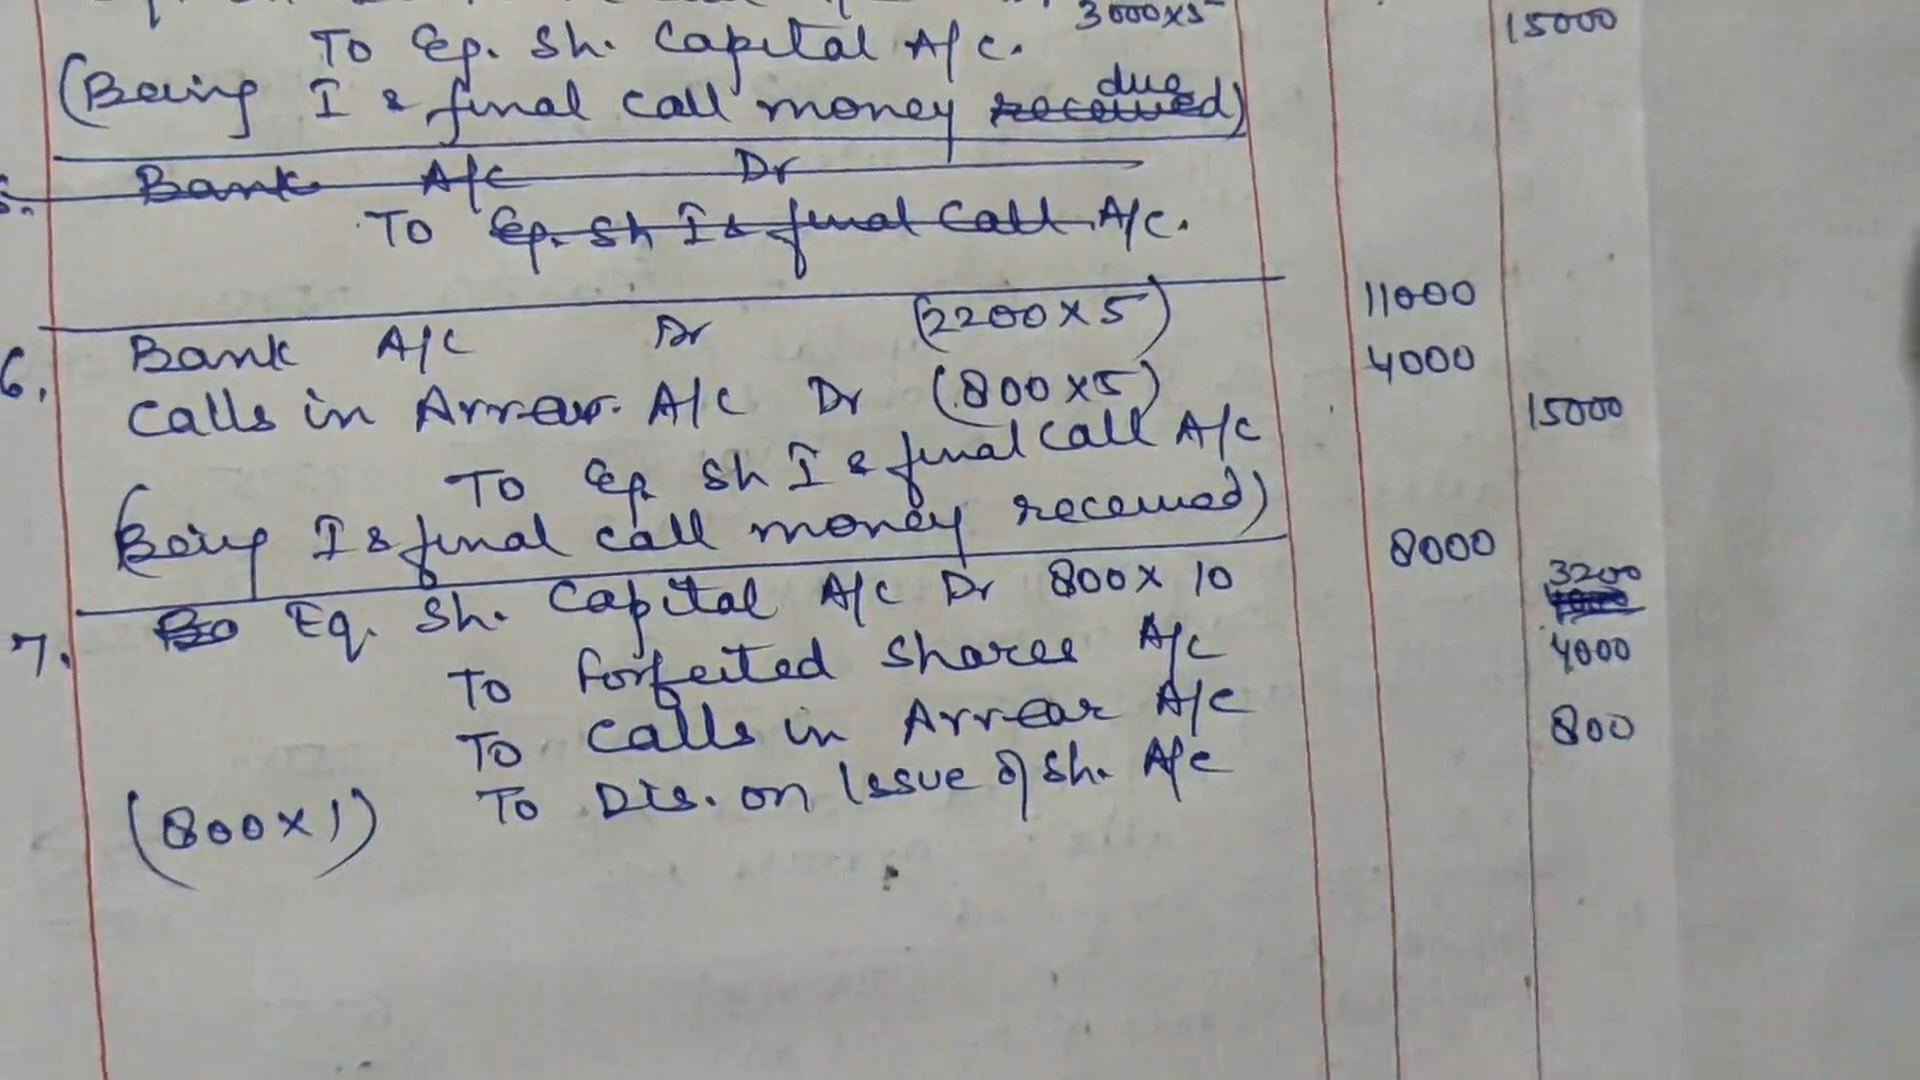 3000x5
15000
To Eq. Sh. Capital A/c.
(Being I & final call money received) due
5. Bank A/c Dr
To Eq. Sh I & final Call A/c.
6. Bank A/c Dr (2200x5) 11000
Calls in Arrear. A/c Dr (800x5) 4000
To Eq. Sh I & final Call A/c 15000
(Being I & final call money received)
7. Eq. Sh. Capital A/c Dr 800x10 8000
To forfeited Shares A/c 3200
To Calls in Arrear A/c 4000
To Dis. on Issue of Sh. A/c 800
(800x1)